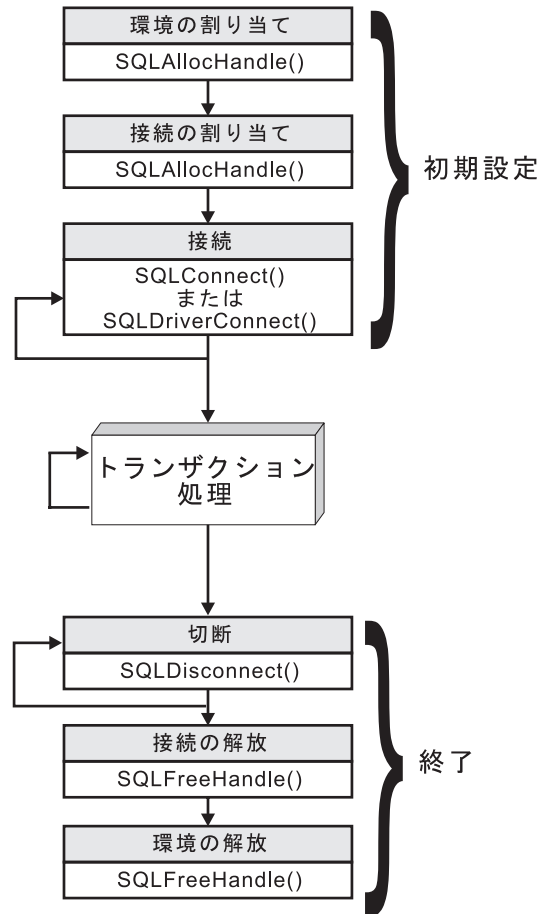 環境の割り当て
SQLAllocHandle()
接続の割り当て
SQLAllocHandle()
初期設定
接続
SQLConnect()
または
SQLDriverConnect()
トランザクション
処理
切断
SQLDisconnect()
接続の解放
SQLFreeHandle()
終了
環境の解放
SQLFreeHandle()